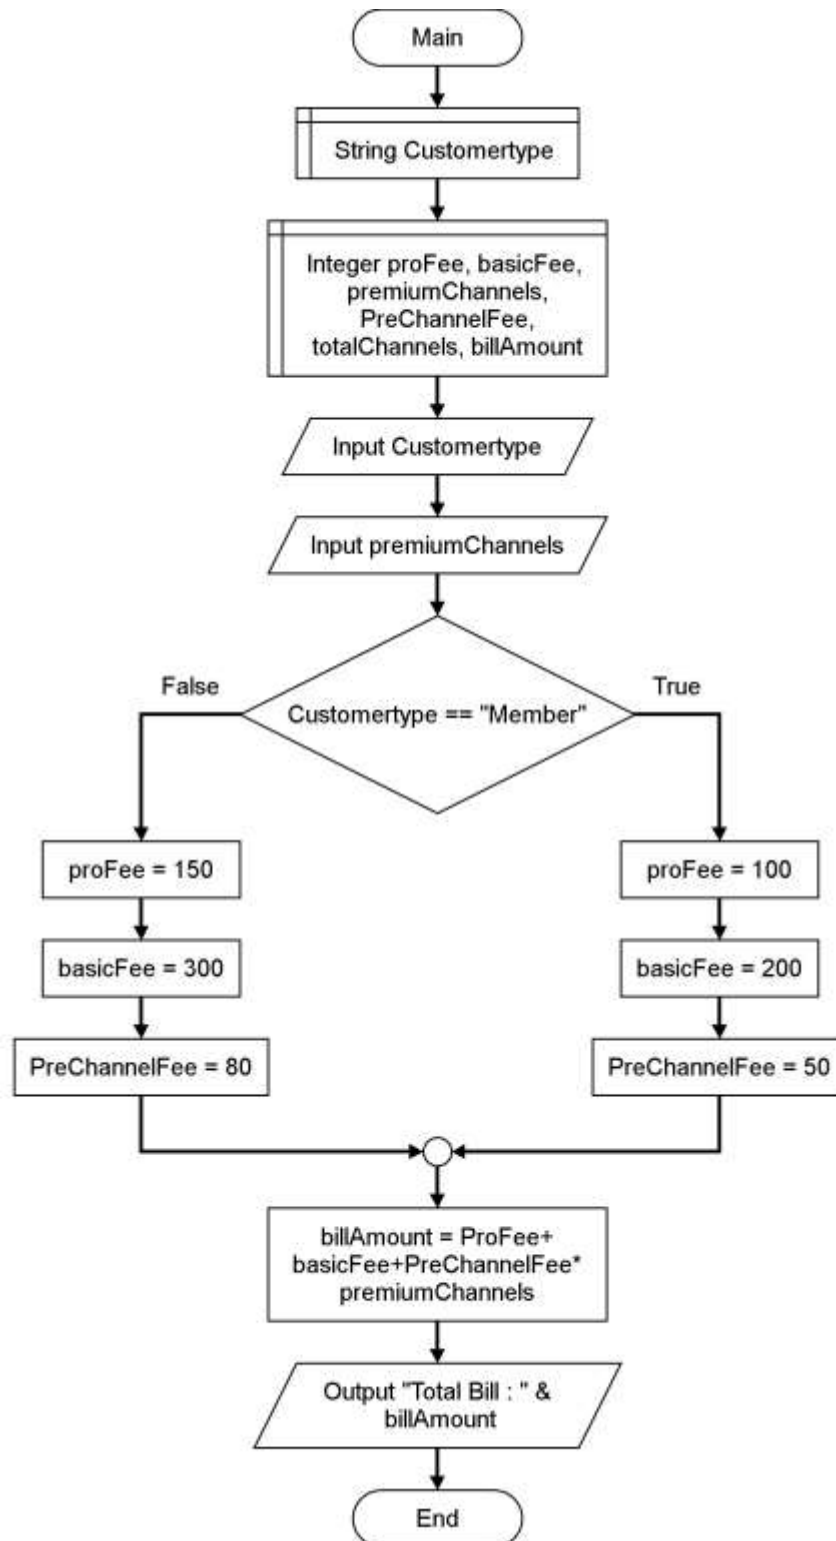 Main
String Customertype
Integer proFee, basicFee,
premiumChannels,
PreChannelFee,
totalChannels, billAmount
Input Customertype
Input premiumChannels
False
True
Customertype == "Member"
proFee = 150
proFee = 100
basicFee = 300
basicFee = 200
PreChannelFee = 80
PreChannelFee = 50
billAmount = ProFee+
basicFee+PreChannelFee*
premiumChannels
Output "Total Bill : " &
billAmount
End